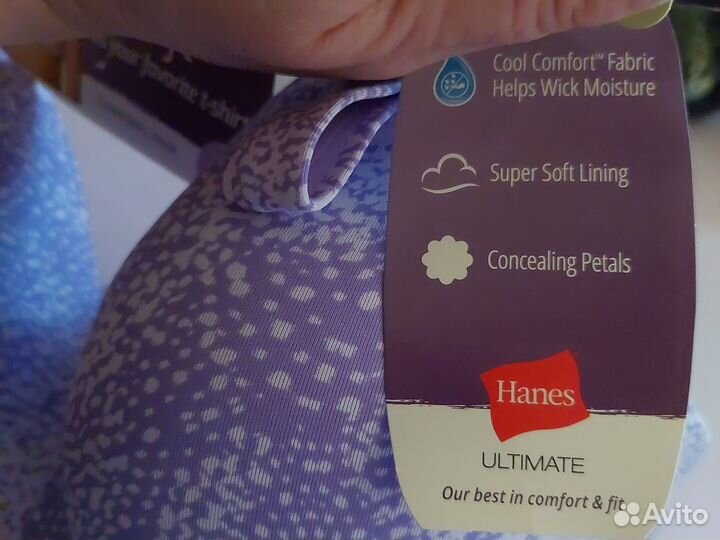 your favorite t-shirt
Cool Comfort™ Fabric
Helps Wick Moisture
Super Soft Lining
Concealing Petals
Hanes
ULTIMATE
Our best in comfort & fit
Avito